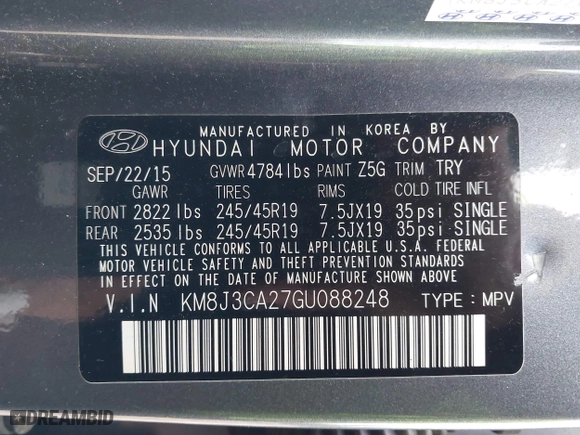 MANUFACTURED IN KOREA BY
HYUNDAI MOTOR COMPANY
SEP/22/15 GVWR 4784 lbs PAINT Z5G TRIM TRY
GAWR TIRES RIMS COLD TIRE INFL
FRONT 2822 lbs 245/45R19 7.5JX19 35psi SINGLE
REAR 2535 lbs 245/45R19 7.5JX19 35psi SINGLE
THIS VEHICLE CONFORMS TO ALL APPLICABLE U.S.A. FEDERAL
MOTOR VEHICLE SAFETY, BUMPER, AND THEFT PREVENTION STANDARDS
IN EFFECT ON THE DATE OF MANUFACTURE SHOWN ABOVE.
V.I.N KM8J3CA27GU088248 TYPE : MPV
DREAMBID